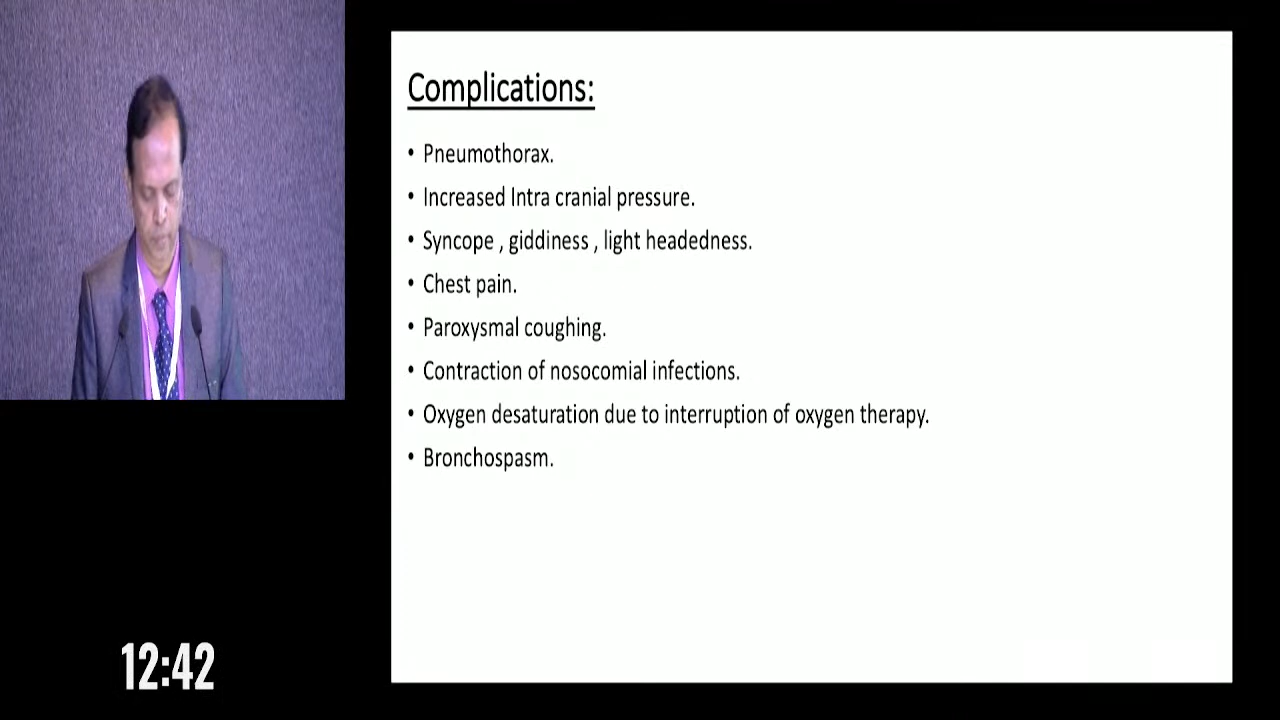 Complications:
• Pneumothorax.
• Increased Intra cranial pressure.
• Syncope , giddiness , light headedness.
• Chest pain.
• Paroxysmal coughing.
• Contraction of nosocomial infections.
• Oxygen desaturation due to interruption of oxygen therapy.
• Bronchospasm.
12:42